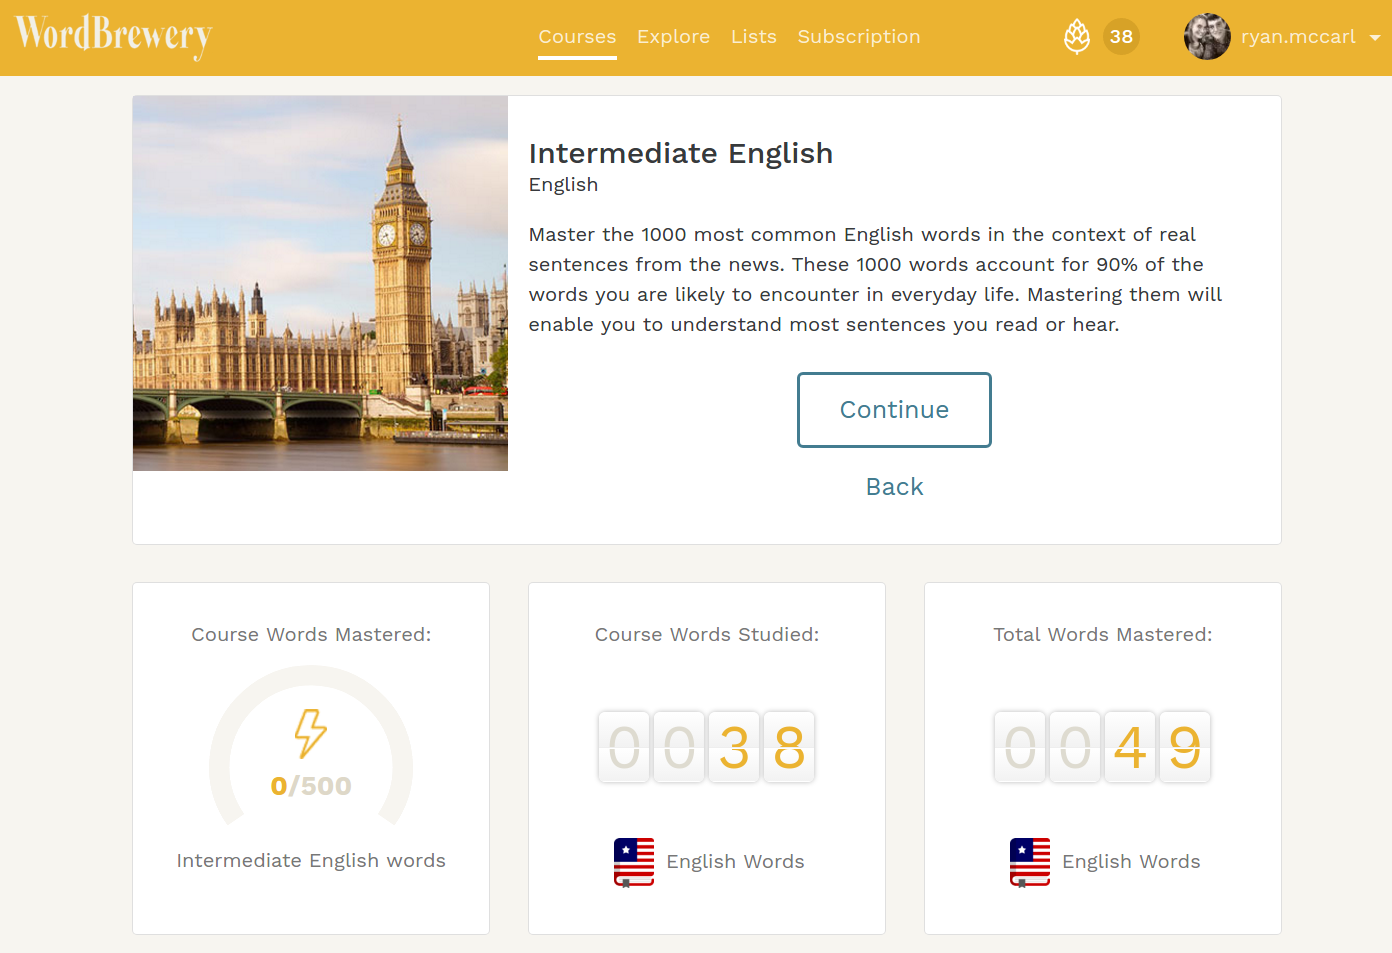 WordBrewery
Courses Explore Lists Subscription
38
ryan.mccarl
Intermediate English
English
Master the 1000 most common English words in the context of real
sentences from the news. These 1000 words account for 90% of the
words you are likely to encounter in everyday life. Mastering them will
enable you to understand most sentences you read or hear.
Continue
Back
Course Words Mastered:
0/500
Intermediate English words
Course Words Studied:
0038
English Words
Total Words Mastered:
0049
English Words